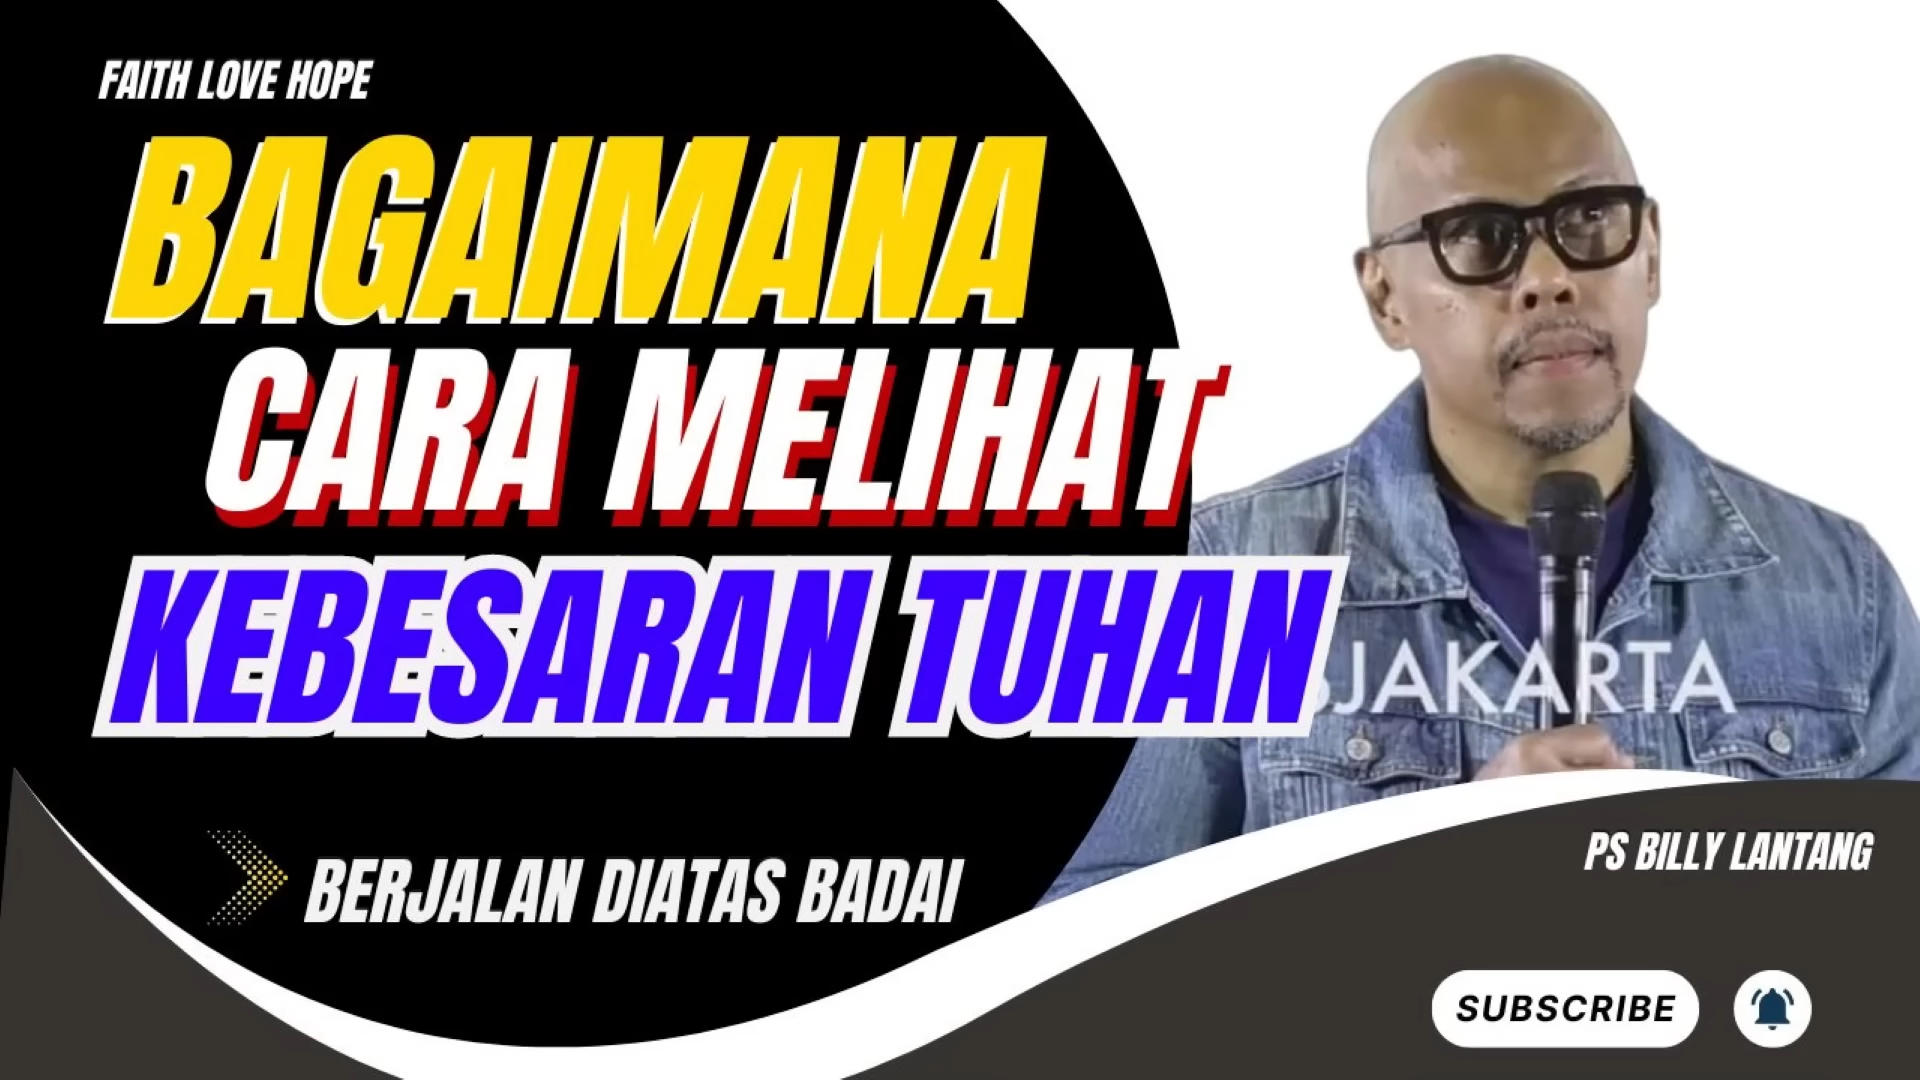 FAITH LOVE HOPE
BAGAIMANA
CARA MELIHAT
KEBESARAN TUHAN
JAKARTA
BERJALAN DIATAS BADAI
PS BILLY LANTANG
SUBSCRIBE